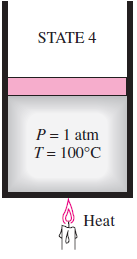 STATE 4
P = 1 atm
T = 100°C
Heat